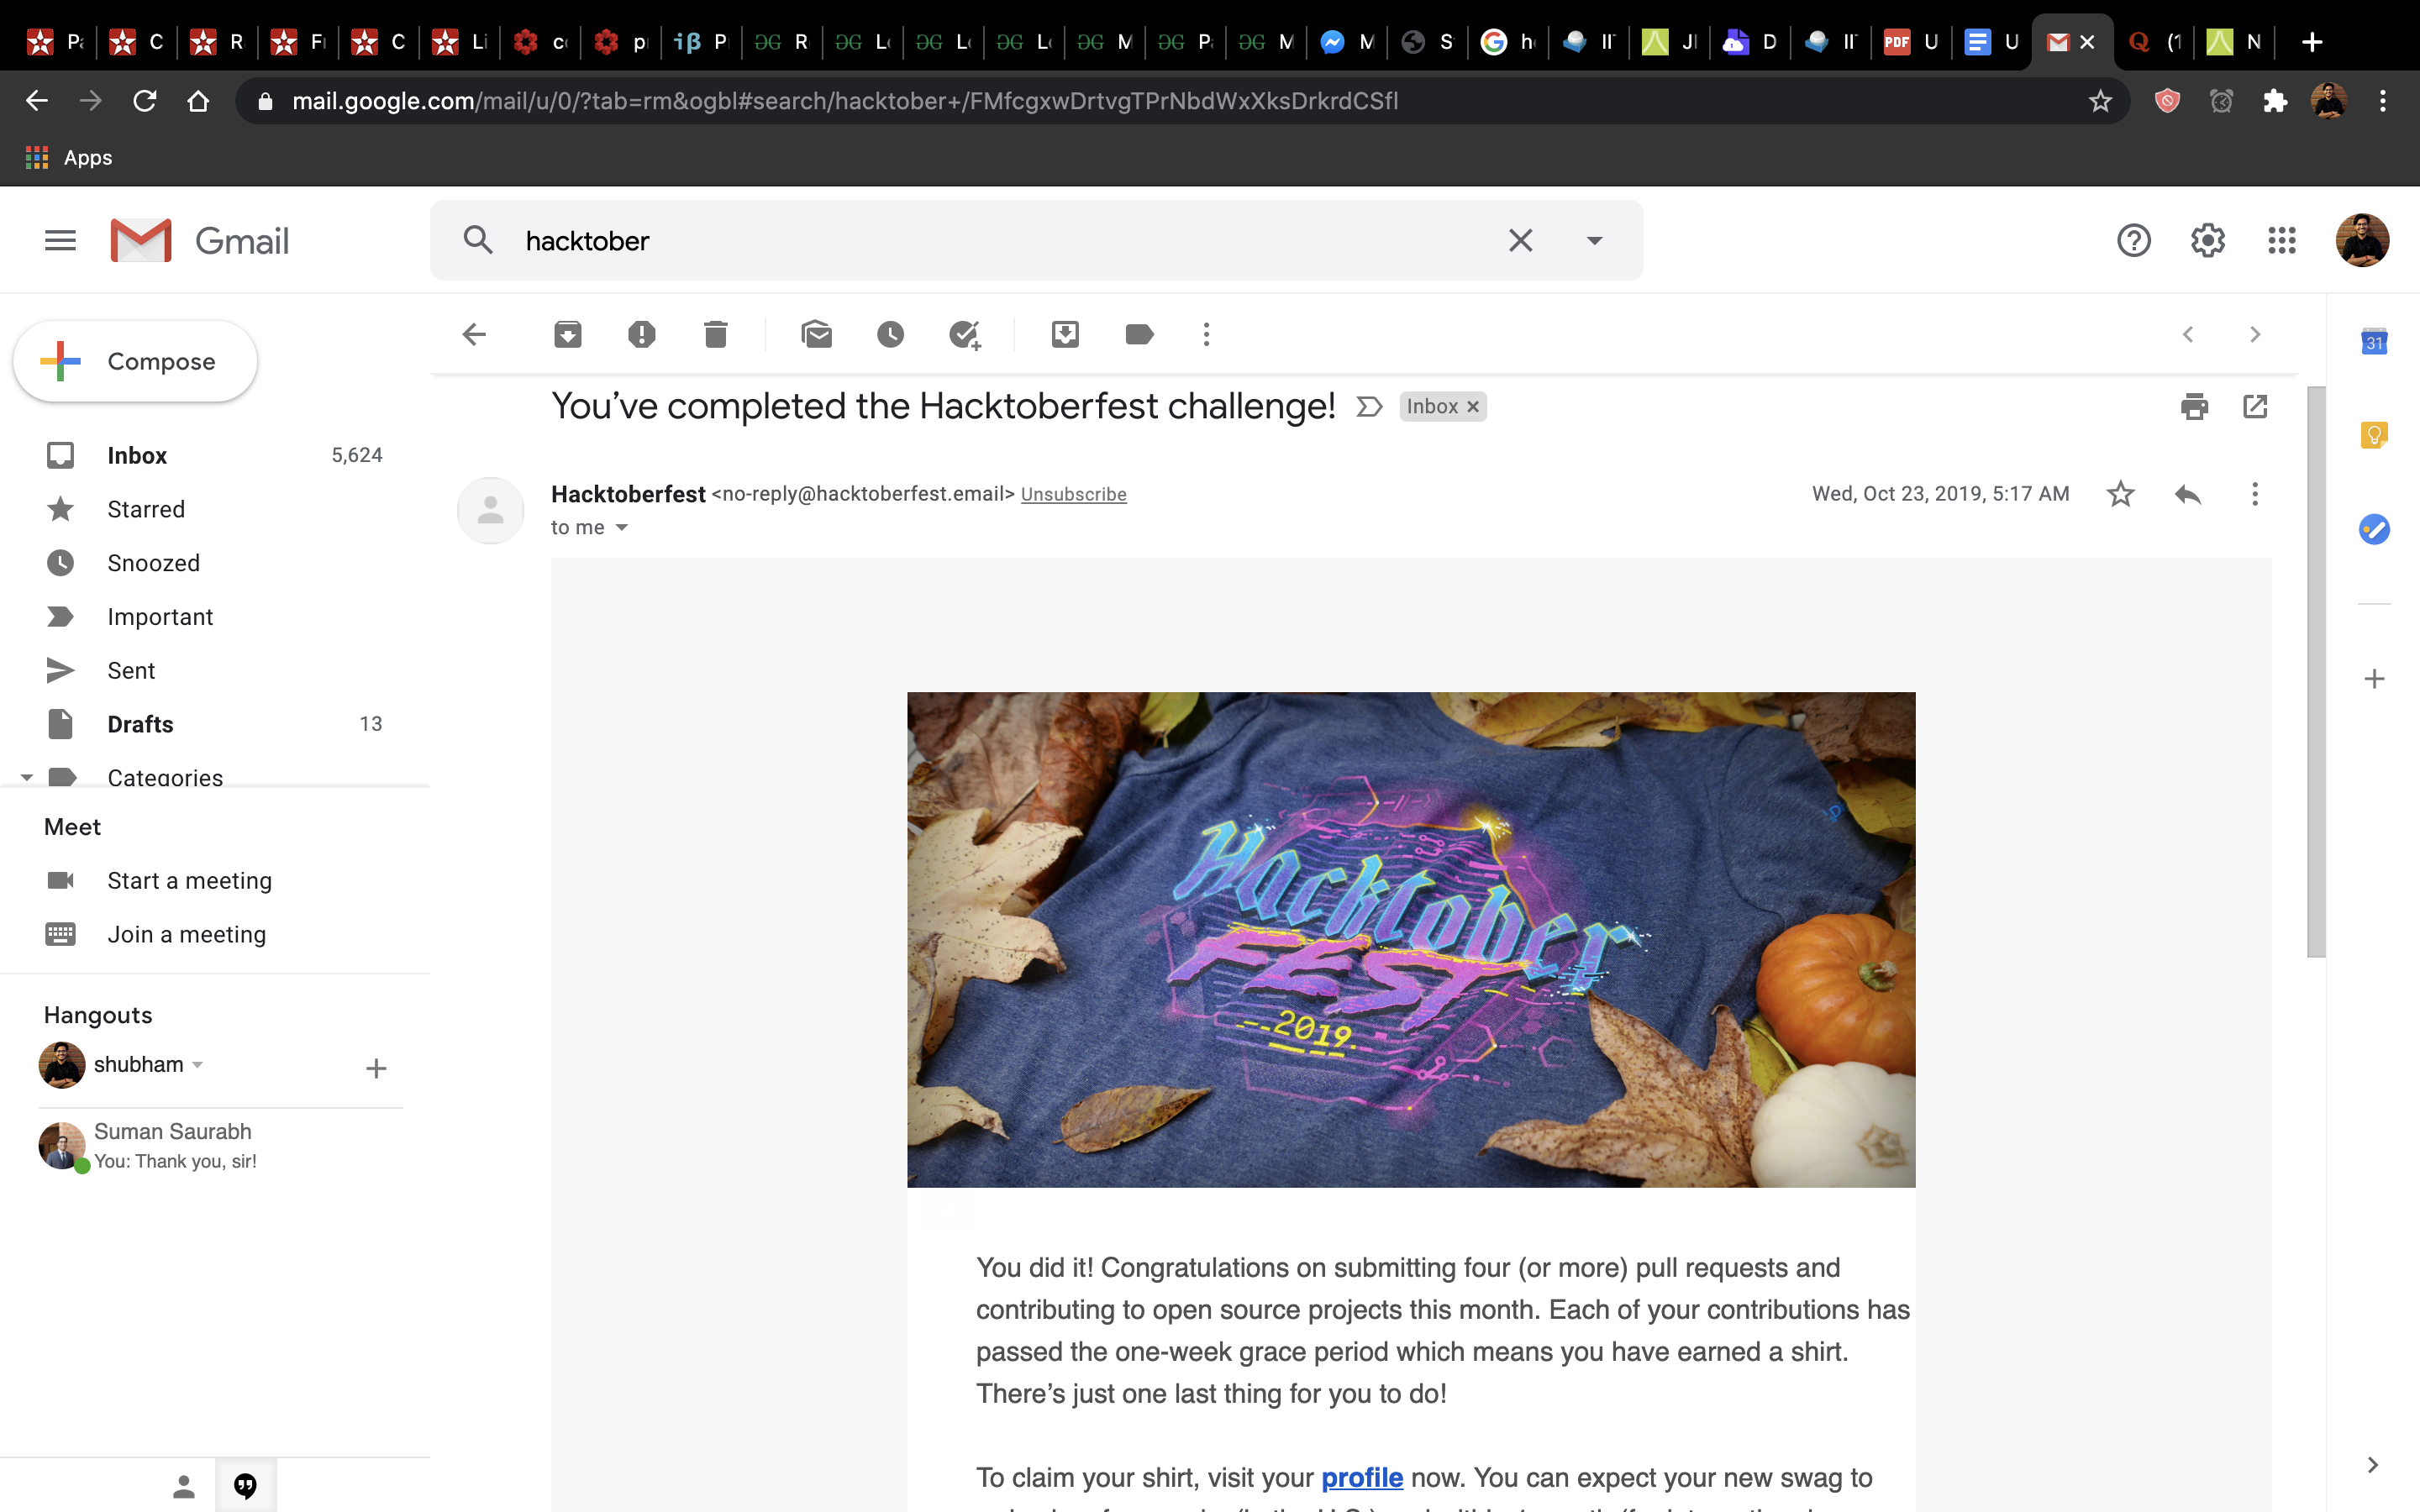 Pa C R Fi C Li co p iβ P R Lo Lo Lo M Pa M M S h II JI D II PDF U U (1 N
mail.google.com/mail/u/0/?tab=rm&ogbl#search/hacktober+/FMfcgxwDrtvgTPrNbdWxXksDrkrdCSfl
Apps
Gmail
hacktober
Compose
31
You’ve completed the Hacktoberfest challenge! Inbox
Inbox 5,624
Hacktoberfest <no-reply@hacktoberfest.email> Unsubscribe Wed, Oct 23, 2019, 5:17 AM
to me
Starred
Snoozed
Important
Sent
Drafts 13
Categories
Meet
Start a meeting
Join a meeting
Hangouts
shubham
Suman Saurabh
You: Thank you, sir!
Hacktober
FEST
2019
You did it! Congratulations on submitting four (or more) pull requests and
contributing to open source projects this month. Each of your contributions has
passed the one-week grace period which means you have earned a shirt.
There’s just one last thing for you to do!
To claim your shirt, visit your profile now. You can expect your new swag to